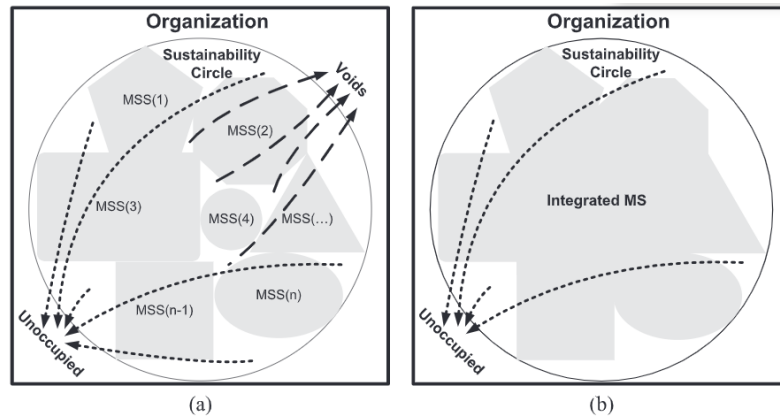 Organization
Sustainability
Circle
Voids
MSS(1)
MSS(2)
MSS(3)
MSS(4)
MSS(...)
MSS(n-1)
MSS(n)
Unoccupied
(a)
Organization
Sustainability
Circle
Integrated MS
Unoccupied
(b)